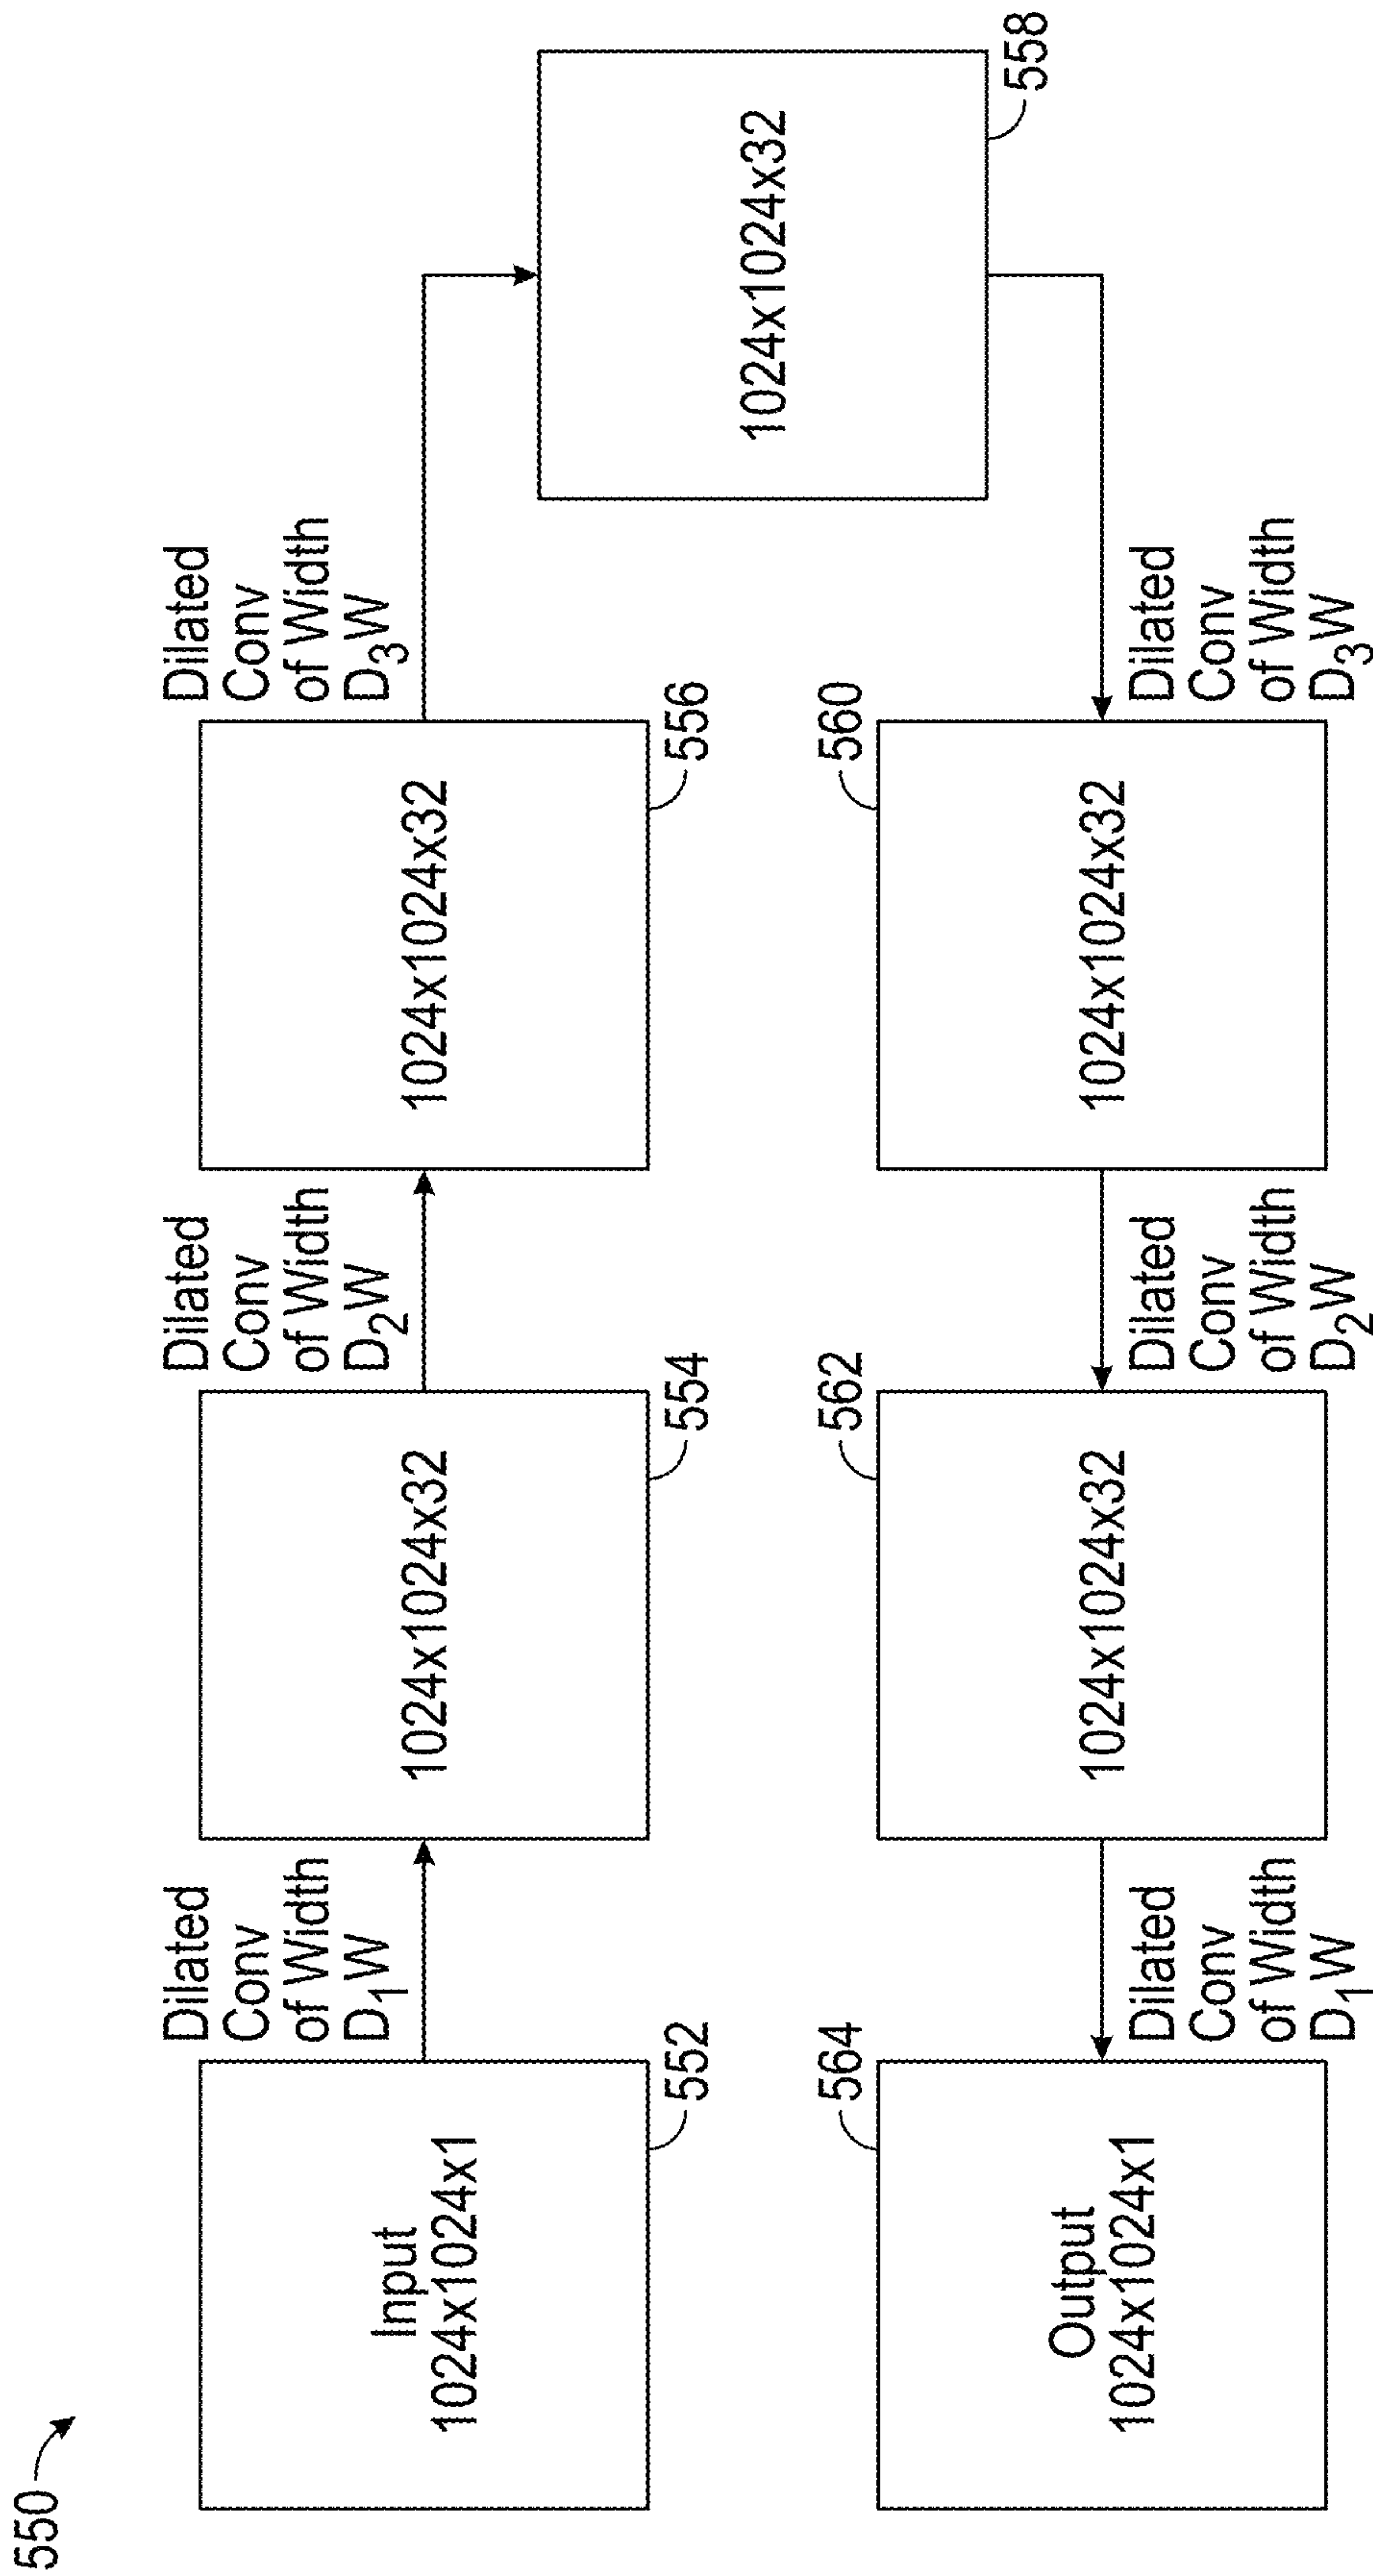 550
Dilated
Conv
of Width
D₁W
Dilated
Conv
of Width
D₂W
Dilated
Conv
of Width
D₃W
Input
1024x1024x1
552
1024x1024x32
554
1024x1024x32
556
1024x1024x32
558
564
Output
1024x1024x1
562
1024x1024x32
560
1024x1024x32
Dilated
Conv
of Width
D₁W
Dilated
Conv
of Width
D₂W
Dilated
Conv
of Width
D₃W